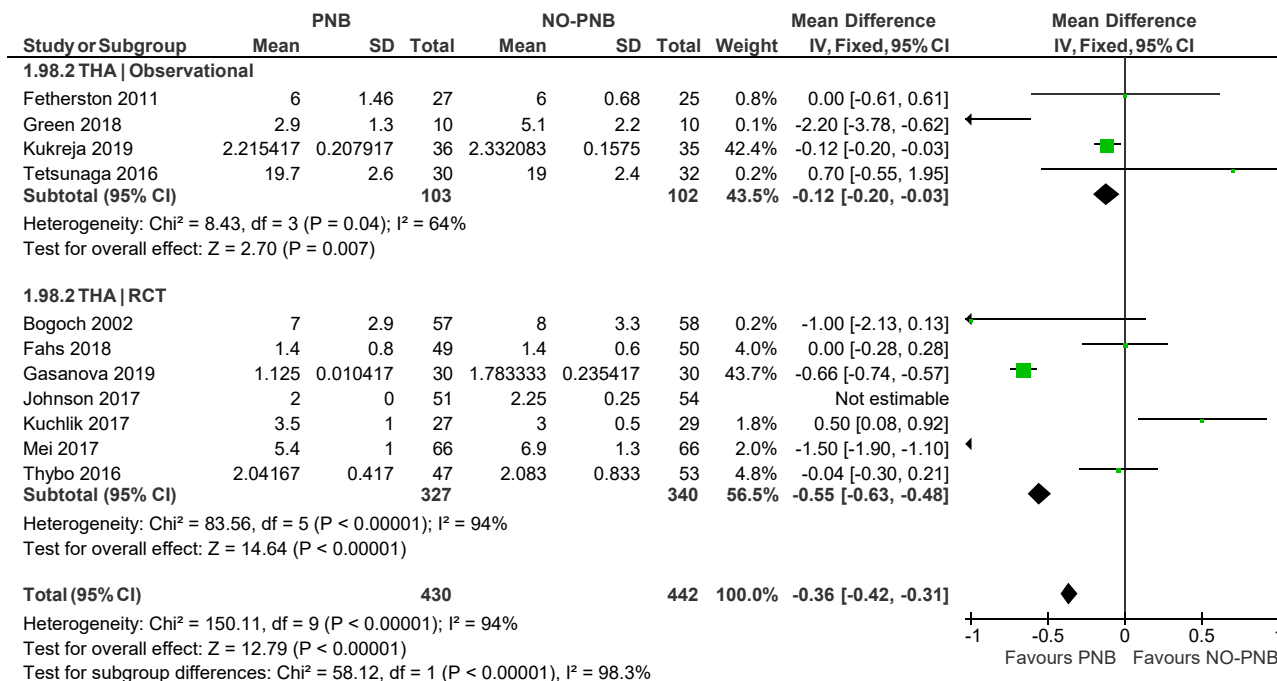 PNB NO-PNB Mean Difference Mean Difference
Study or Subgroup Mean SD Total Mean SD Total Weight IV, Fixed, 95% CI IV, Fixed, 95% CI
1.98.2 THA | Observational
Fetherston 2011 6 1.46 27 6 0.68 25 0.8% 0.00 [-0.61, 0.61]
Green 2018 2.9 1.3 10 5.1 2.2 10 0.1% -2.20 [-3.78, -0.62]
Kukreja 2019 2.215417 0.207917 36 2.332083 0.1575 35 42.4% -0.12 [-0.20, -0.03]
Tetsunaga 2016 19.7 2.6 30 19 2.4 32 0.2% 0.70 [-0.55, 1.95]
Subtotal (95% CI) 103 102 43.5% -0.12 [-0.20, -0.03]
Heterogeneity: Chi² = 8.43, df = 3 (P = 0.04); I² = 64%
Test for overall effect: Z = 2.70 (P = 0.007)
1.98.2 THA | RCT
Bogoch 2002 7 2.9 57 8 3.3 58 0.2% -1.00 [-2.13, 0.13]
Fahs 2018 1.4 0.8 49 1.4 0.6 50 4.0% 0.00 [-0.28, 0.28]
Gasanova 2019 1.125 0.010417 30 1.783333 0.235417 30 43.7% -0.66 [-0.74, -0.57]
Johnson 2017 2 0 51 2.25 0.25 54 Not estimable
Kuchlik 2017 3.5 1 27 3 0.5 29 1.8% 0.50 [0.08, 0.92]
Mei 2017 5.4 1 66 6.9 1.3 66 2.0% -1.50 [-1.90, -1.10]
Thybo 2016 2.04167 0.417 47 2.083 0.833 53 4.8% -0.04 [-0.30, 0.21]
Subtotal (95% CI) 327 340 56.5% -0.55 [-0.63, -0.48]
Heterogeneity: Chi² = 83.56, df = 5 (P < 0.00001); I² = 94%
Test for overall effect: Z = 14.64 (P < 0.00001)
Total (95% CI) 430 442 100.0% -0.36 [-0.42, -0.31]
Heterogeneity: Chi² = 150.11, df = 9 (P < 0.00001); I² = 94%
Test for overall effect: Z = 12.79 (P < 0.00001)
Test for subgroup differences: Chi² = 58.12, df = 1 (P < 0.00001), I² = 98.3%
-1 -0.5 0 0.5 1
Favours PNB Favours NO-PNB